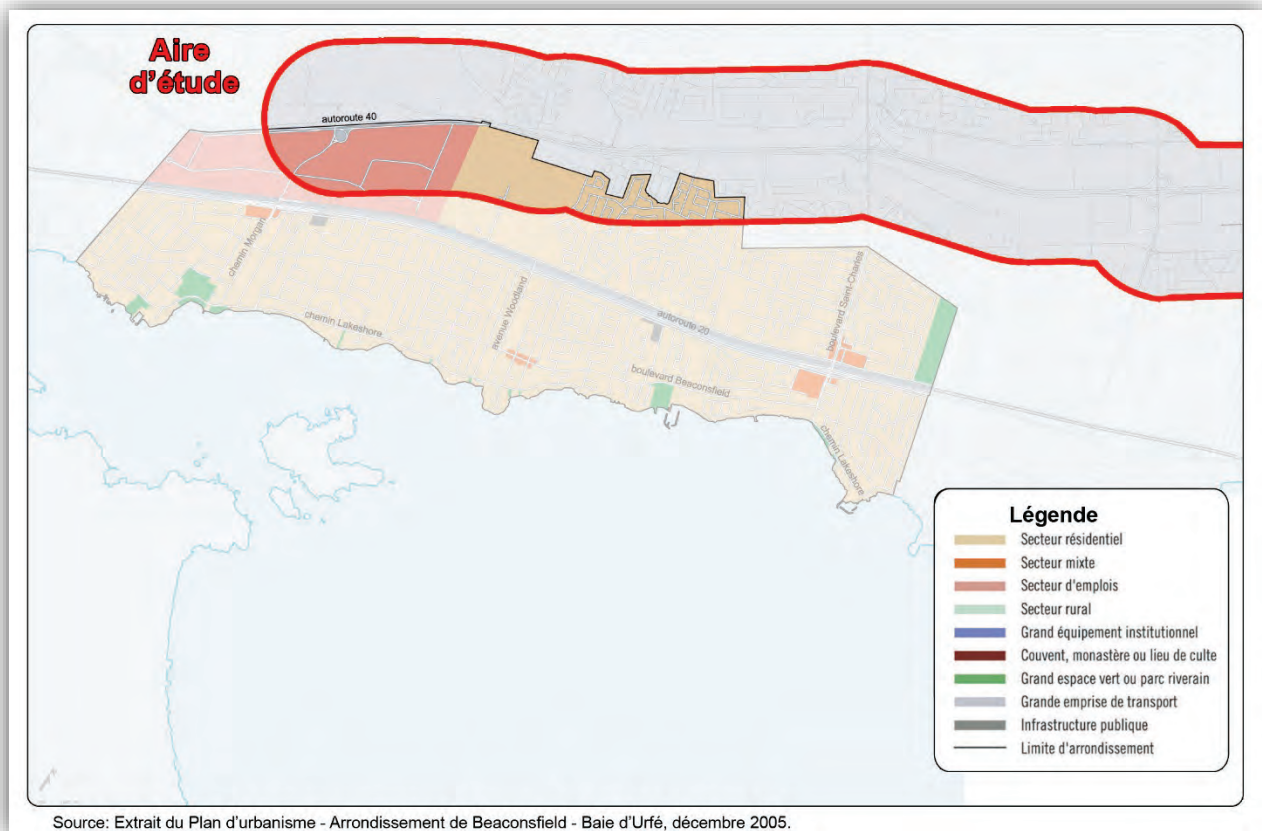 Aire
d'étude
autoroute 40
chemin Morgan
chemin Lakeshore
avenue Woodland
autoroute 20
boulevard Beaconsfield
boulevard Saint-Charles
chemin Lakeshore
Légende
Secteur résidentiel
Secteur mixte
Secteur d'emplois
Secteur rural
Grand équipement institutionnel
Couvent, monastère ou lieu de culte
Grand espace vert ou parc riverain
Grande emprise de transport
Infrastructure publique
Limite d'arrondissement
Source: Extrait du Plan d'urbanisme - Arrondissement de Beaconsfield - Baie d'Urfé, décembre 2005.